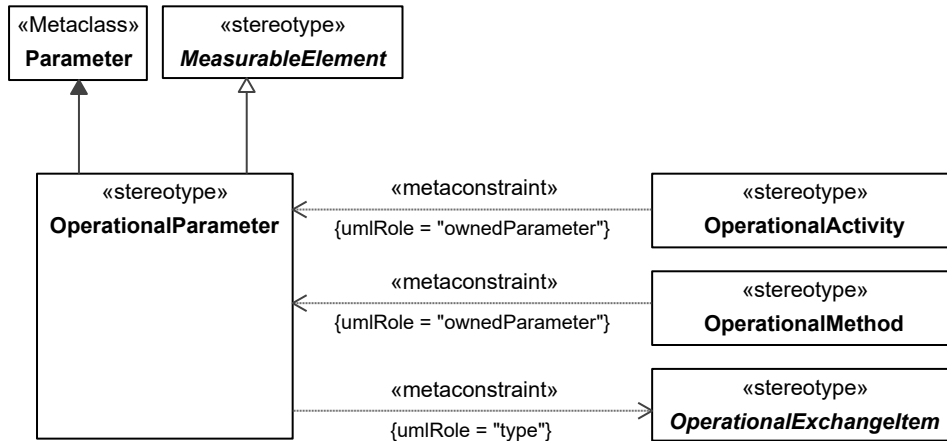 «Metaclass»
Parameter
«stereotype»
MeasurableElement
«stereotype»
OperationalParameter
«metaconstraint»
{umlRole = "ownedParameter"}
«stereotype»
OperationalActivity
«metaconstraint»
{umlRole = "ownedParameter"}
«stereotype»
OperationalMethod
«metaconstraint»
{umlRole = "type"}
«stereotype»
OperationalExchangeItem